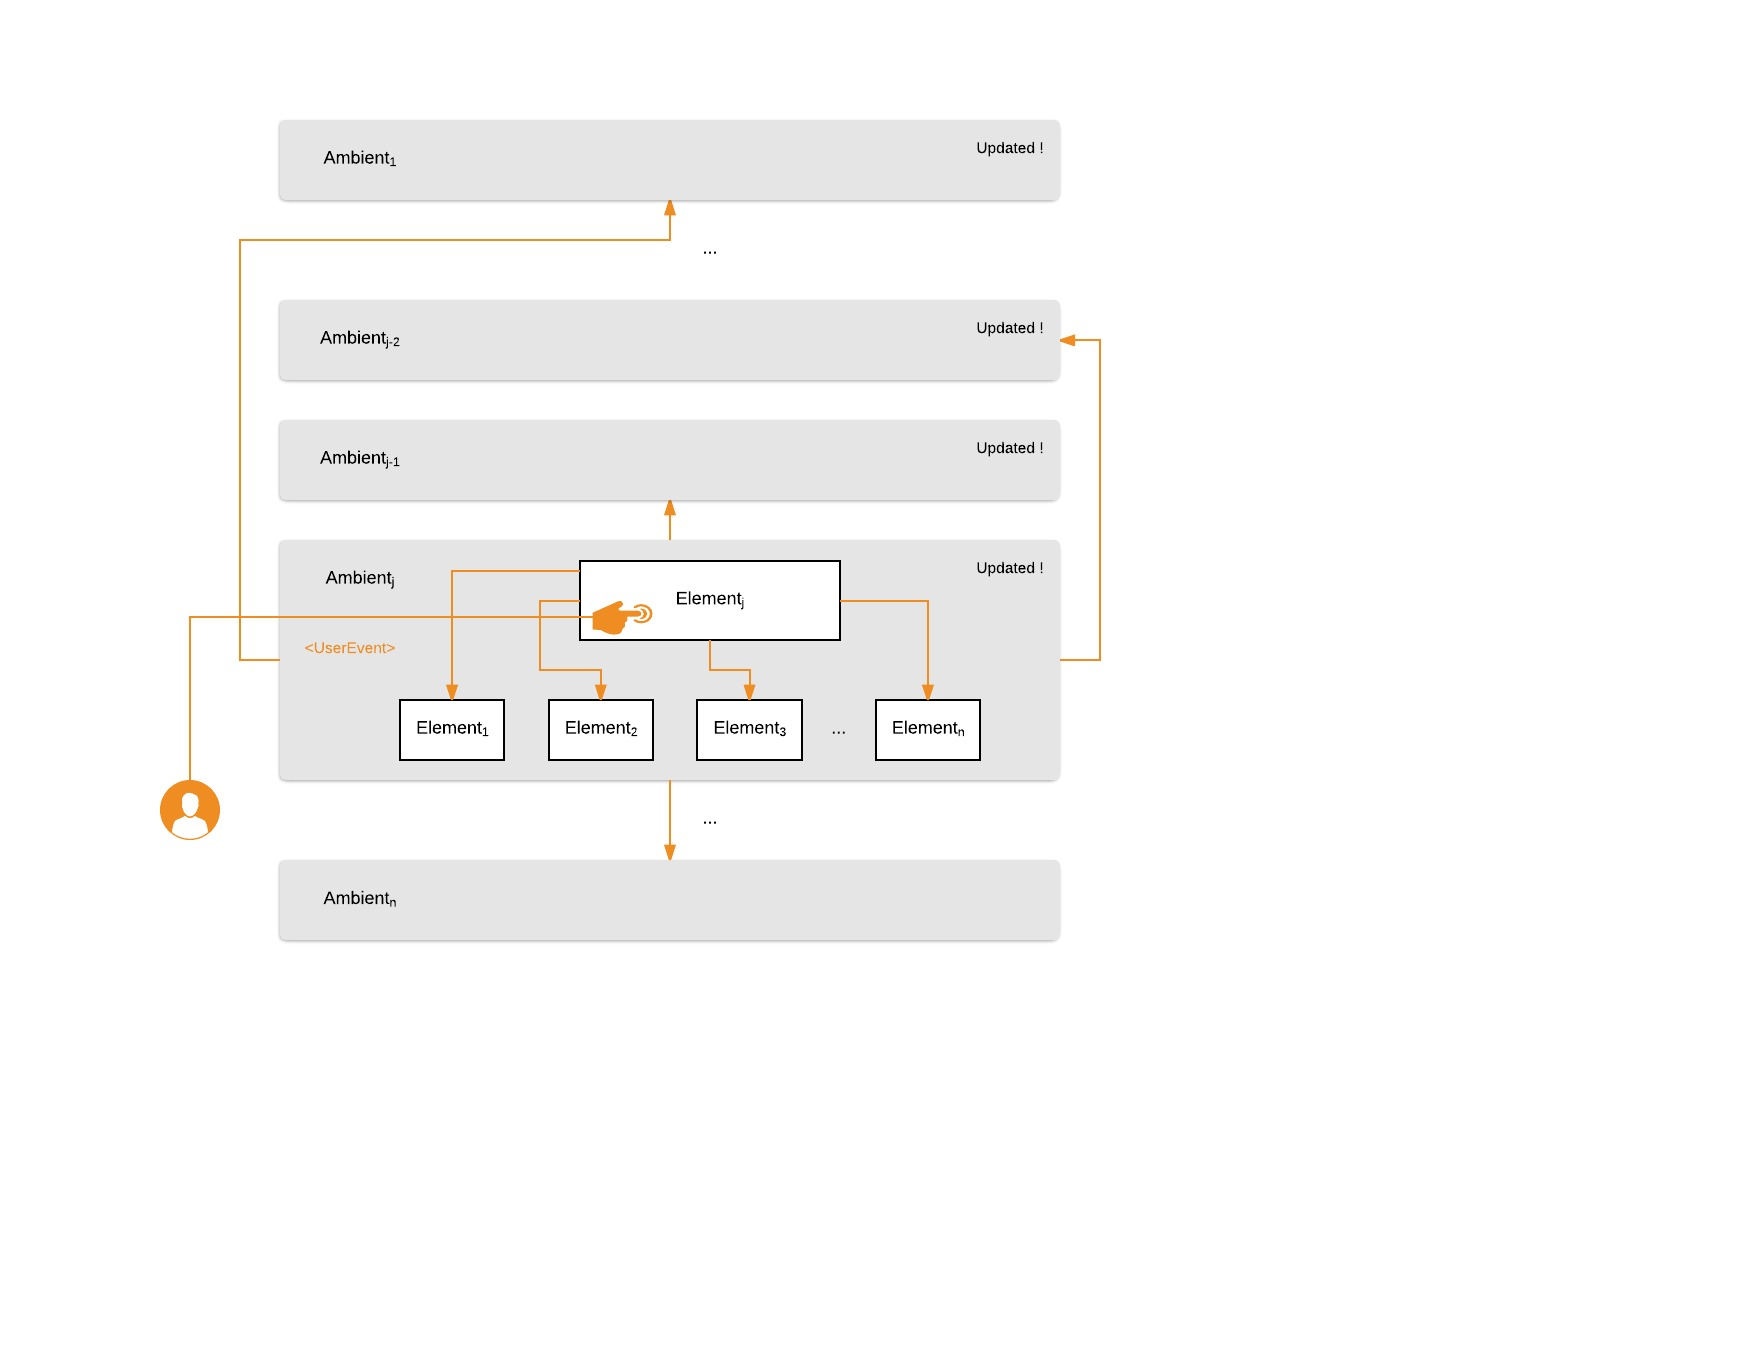 Ambient₁
Updated !
...
Ambientⱼ₋₂
Updated !
Ambientⱼ₋₁
Updated !
Ambientⱼ
Updated !
Elementⱼ
<UserEvent>
Element₁
Element₂
Element₃
...
Elementₙ
...
Ambientₙ